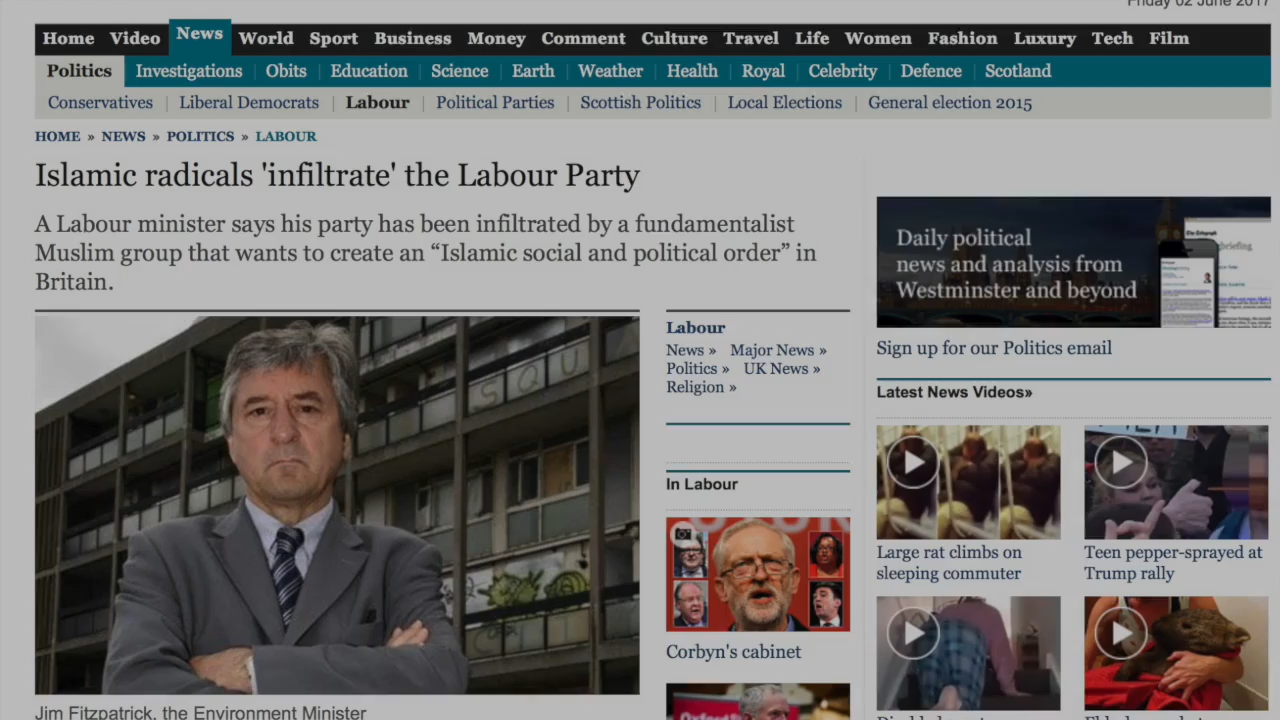 Friday 02 June 2017
Home Video News World Sport Business Money Comment Culture Travel Life Women Fashion Luxury Tech Film
Politics Investigations Obits Education Science Earth Weather Health Royal Celebrity Defence Scotland
Conservatives Liberal Democrats Labour Political Parties Scottish Politics Local Elections General election 2015
HOME » NEWS » POLITICS » LABOUR
Islamic radicals 'infiltrate' the Labour Party
A Labour minister says his party has been infiltrated by a fundamentalist
Muslim group that wants to create an “Islamic social and political order” in
Britain.
SQU
Jim Fitzpatrick, the Environment Minister
Labour
News » Major News »
Politics » UK News »
Religion »
In Labour
Corbyn's cabinet
Daily political
news and analysis from
Westminster and beyond
briefing
Sign up for our Politics email
Latest News Videos»
Large rat climbs on
sleeping commuter
Teen pepper-sprayed at
Trump rally